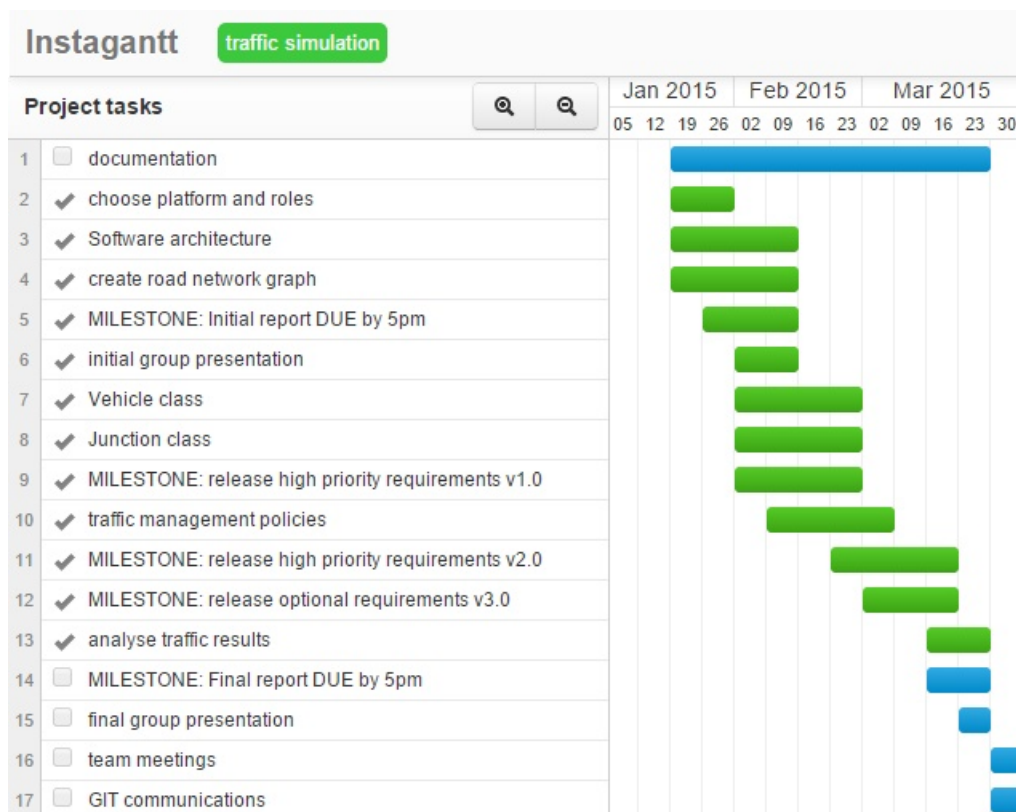 Instagantt traffic simulation
Project tasks
Jan 2015 Feb 2015 Mar 2015
05 12 19 26 02 09 16 23 02 09 16 23 30
1 documentation
2 choose platform and roles
3 Software architecture
4 create road network graph
5 MILESTONE: Initial report DUE by 5pm
6 initial group presentation
7 Vehicle class
8 Junction class
9 MILESTONE: release high priority requirements v1.0
10 traffic management policies
11 MILESTONE: release high priority requirements v2.0
12 MILESTONE: release optional requirements v3.0
13 analyse traffic results
14 MILESTONE: Final report DUE by 5pm
15 final group presentation
16 team meetings
17 GIT communications